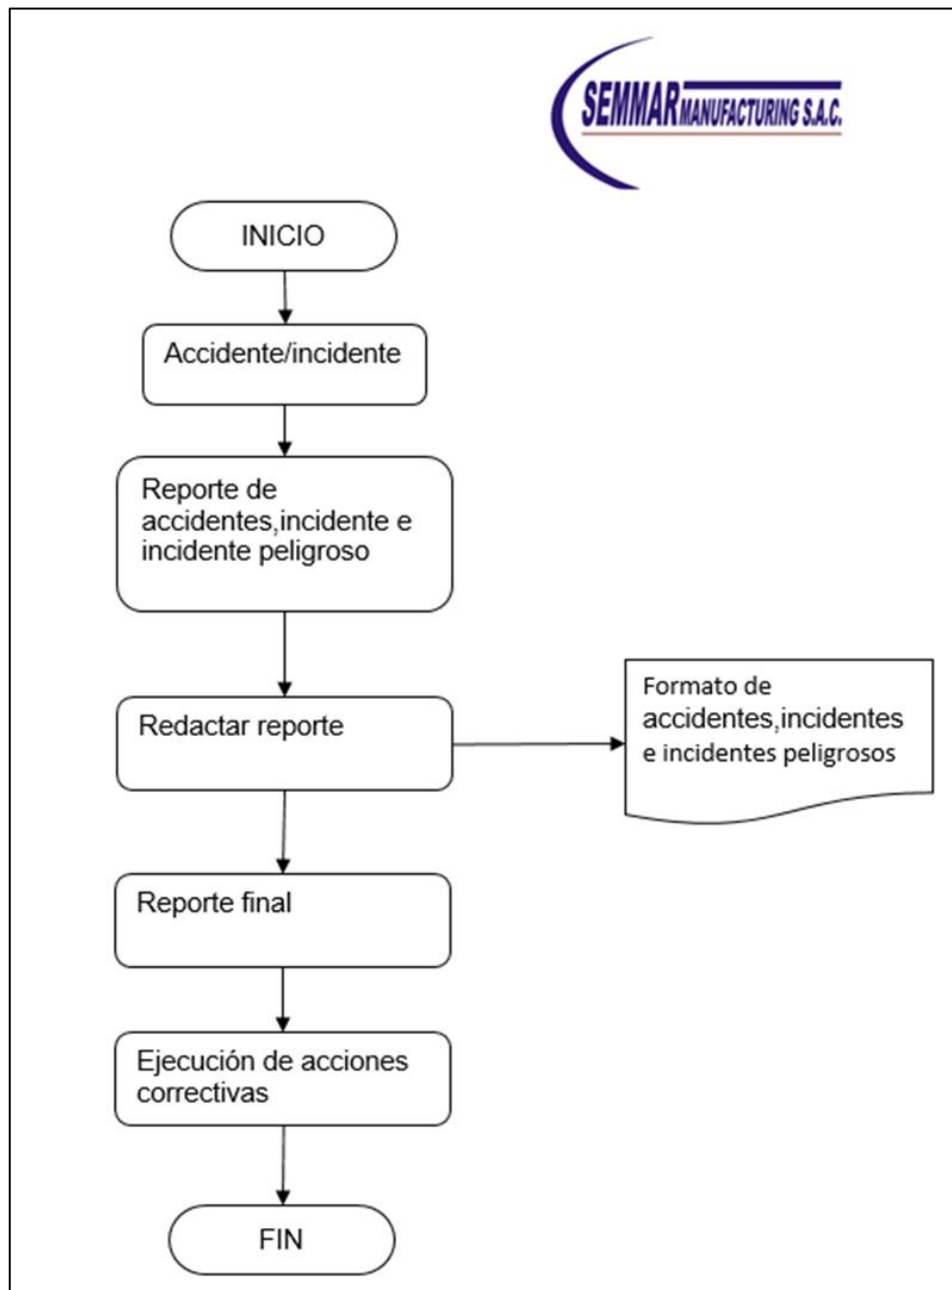 SEMMAR MANUFACTURING S.A.C.
INICIO
Accidente/incidente
Reporte de
accidentes,incidente e
incidente peligroso
Redactar reporte
Formato de
accidentes,incidentes
e incidentes peligrosos
Reporte final
Ejecución de acciones
correctivas
FIN